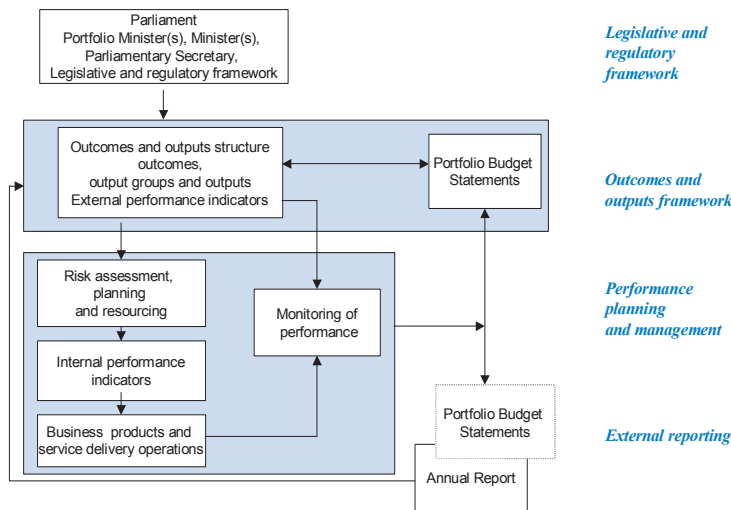 Parliament
Portfolio Minister(s), Minister(s),
Parliamentary Secretary,
Legislative and regulatory framework
Legislative and
regulatory
framework
Outcomes and outputs structure
outcomes,
output groups and outputs
External performance indicators
Portfolio Budget
Statements
Outcomes and
outputs framework
Risk assessment,
planning
and resourcing
Monitoring of
performance
Performance
planning
and management
Internal performance
indicators
Business products and
service delivery operations
Portfolio Budget
Statements
External reporting
Annual Report